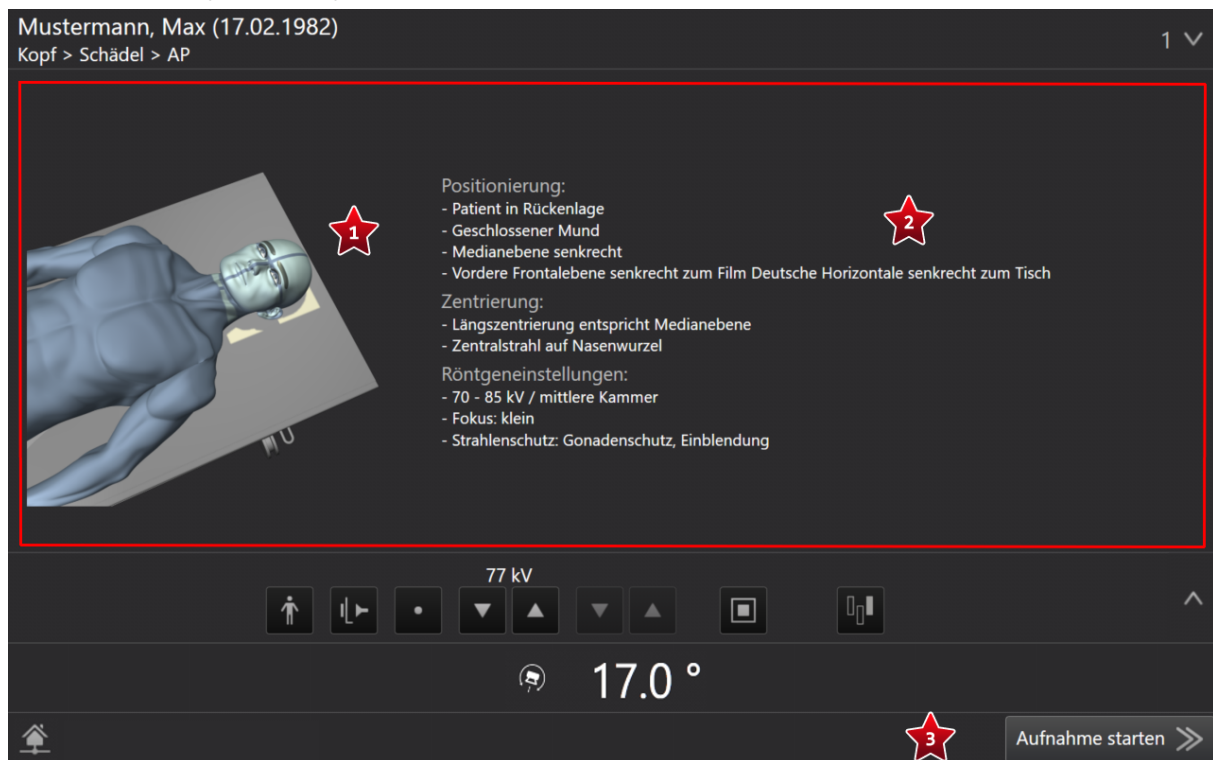 Mustermann, Max (17.02.1982)
Kopf > Schädel > AP
1
1
2
Positionierung:
- Patient in Rückenlage
- Geschlossener Mund
- Medianebene senkrecht
- Vordere Frontalebene senkrecht zum Film Deutsche Horizontale senkrecht zum Tisch
Zentrierung:
- Längszentrierung entspricht Medianebene
- Zentralstrahl auf Nasenwurzel
Röntgeneinstellungen:
- 70 - 85 kV / mittlere Kammer
- Fokus: klein
- Strahlenschutz: Gonadenschutz, Einblendung
77 kV
17.0 °
3
Aufnahme starten